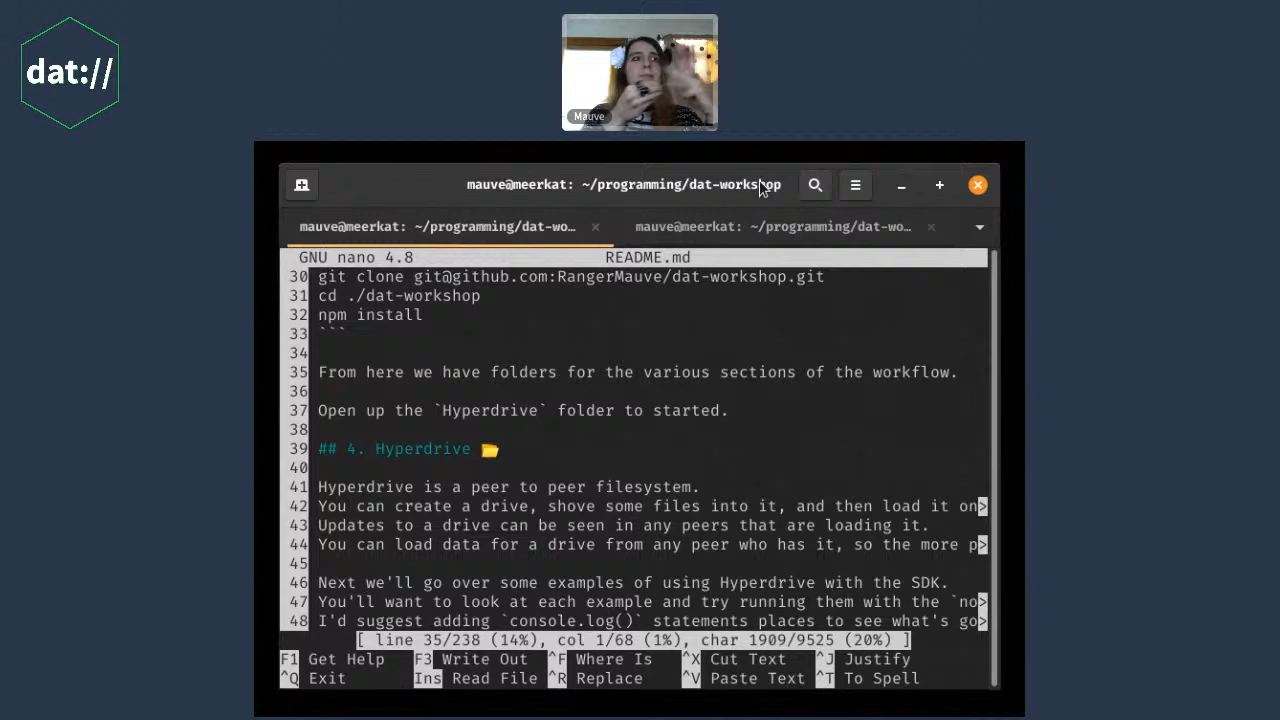 dat://
Mauve
mauve@meerkat: ~/programming/dat-workshop
mauve@meerkat: ~/programming/dat-wo… × mauve@meerkat: ~/programming/dat-wo… ×
GNU nano 4.8 README.md
30 git clone git@github.com:RangerMauve/dat-workshop.git
31 cd ./dat-workshop
32 npm install
33 ```
34
35 From here we have folders for the various sections of the workflow.
36
37 Open up the `Hyperdrive` folder to started.
38
39 ## 4. Hyperdrive 📂
40
41 Hyperdrive is a peer to peer filesystem.
42 You can create a drive, shove some files into it, and then load it on>
43 Updates to a drive can be seen in any peers that are loading it.
44 You can load data for a drive from any peer who has it, so the more p>
45
46 Next we'll go over some examples of using Hyperdrive with the SDK.
47 You'll want to look at each example and try running them with the `no>
48 I'd suggest adding `console.log()` statements places to see what's go>
[ line 35/238 (14%), col 1/68 (1%), char 1909/9525 (20%) ]
F1 Get Help F3 Write Out ^F Where Is ^X Cut Text ^J Justify
^Q Exit Ins Read File ^R Replace ^V Paste Text ^T To Spell